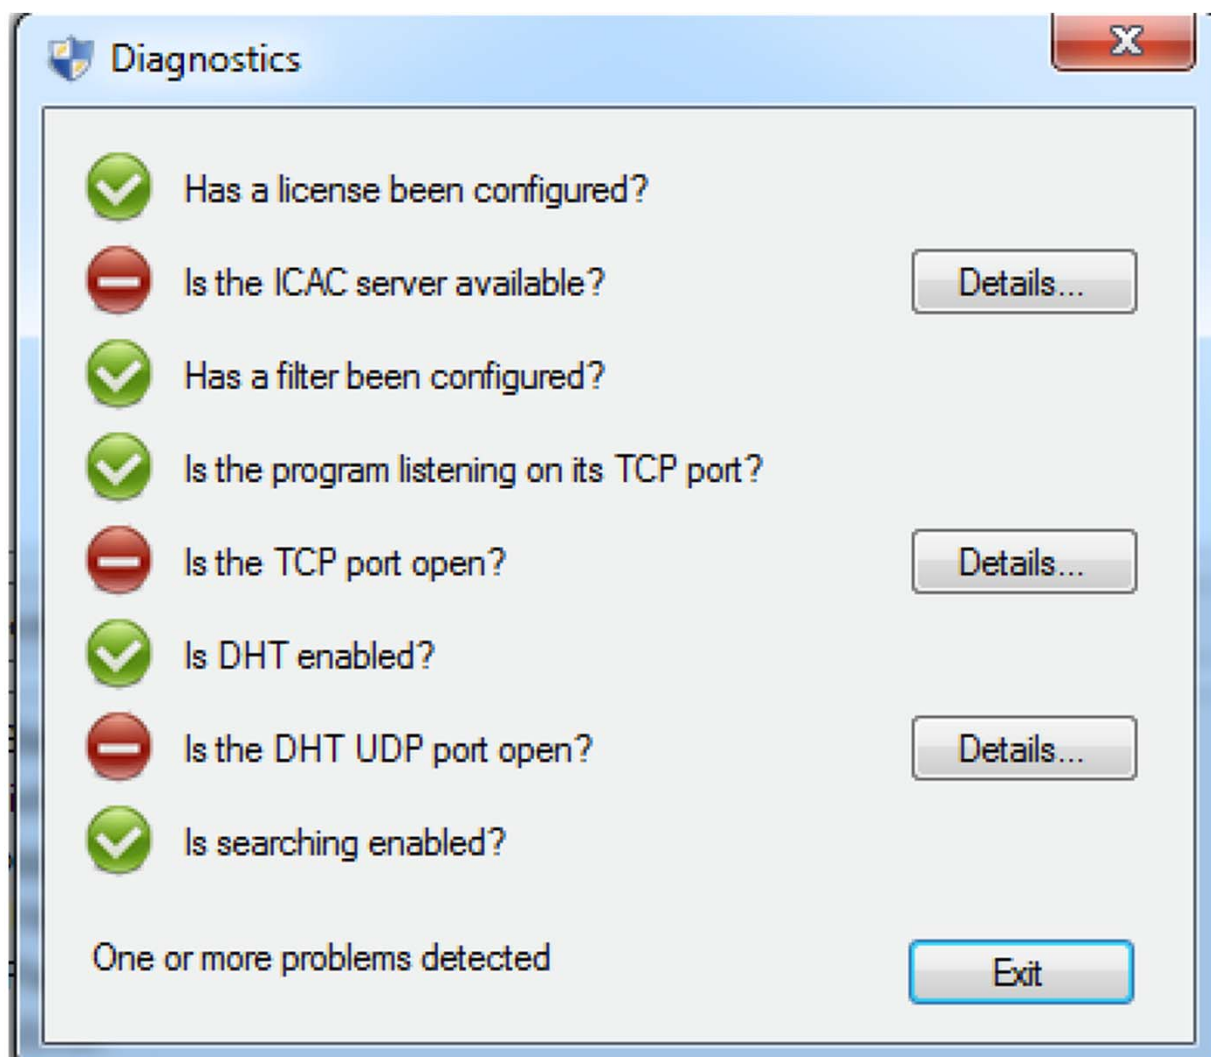 Diagnostics
Has a license been configured?
Is the ICAC server available?
Details...
Has a filter been configured?
Is the program listening on its TCP port?
Is the TCP port open?
Details...
Is DHT enabled?
Is the DHT UDP port open?
Details...
Is searching enabled?
One or more problems detected
Exit